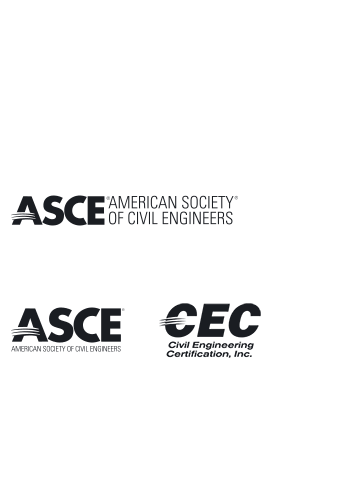 ASCE® AMERICAN SOCIETY®
OF CIVIL ENGINEERS
ASCE®
AMERICAN SOCIETY OF CIVIL ENGINEERS
CEC
Civil Engineering
Certification, Inc.